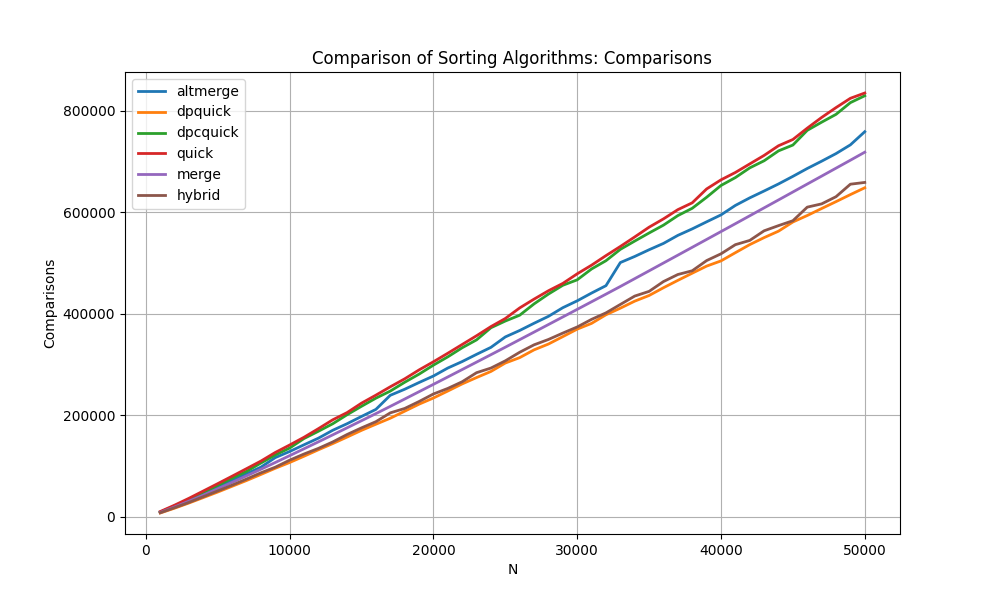 Comparison of Sorting Algorithms: Comparisons
altmerge
dpquick
dpcquick
quick
merge
hybrid
800000
600000
400000
200000
0
Comparisons
0 10000 20000 30000 40000 50000
N